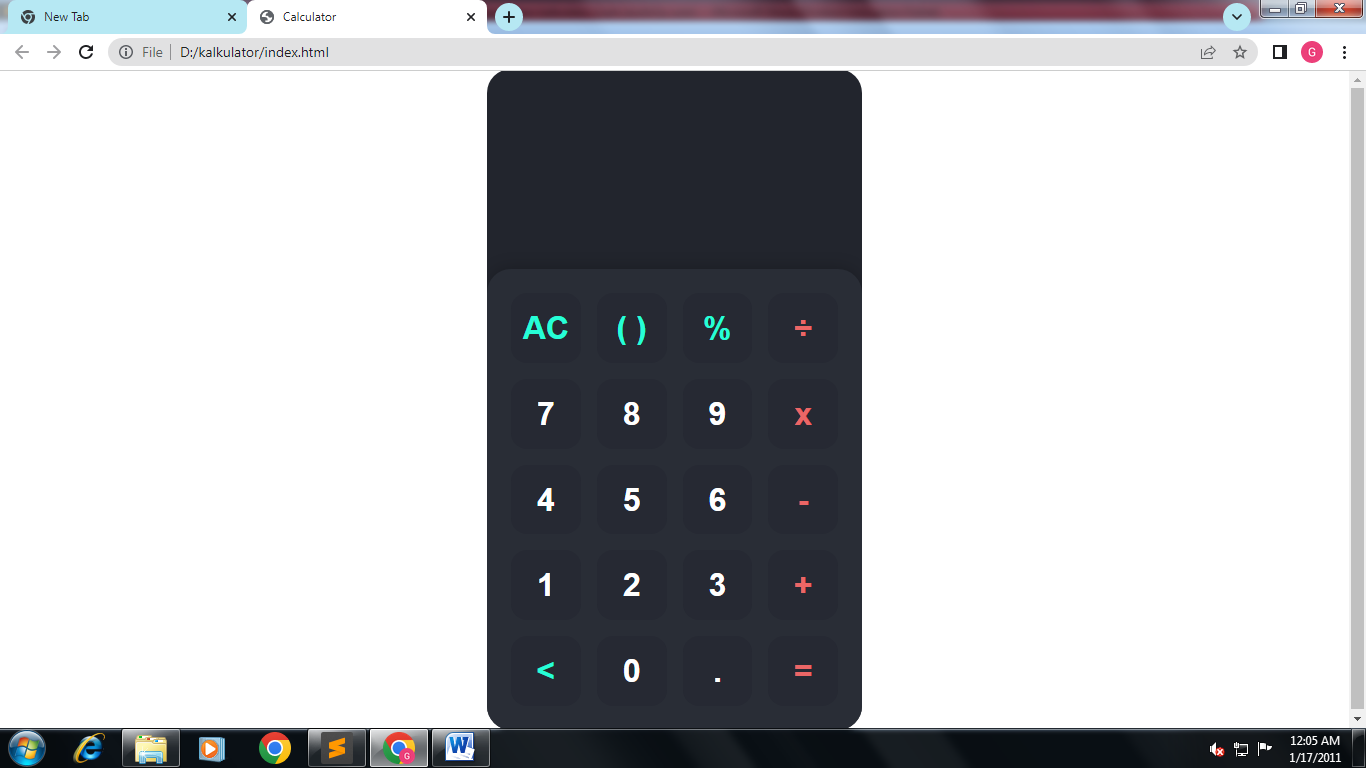 New Tab
Calculator
File
D:/kalkulator/index.html
G
AC ( ) % ÷
7 8 9 x
4 5 6 -
1 2 3 +
< 0 . =
G
12:05 AM
1/17/2011